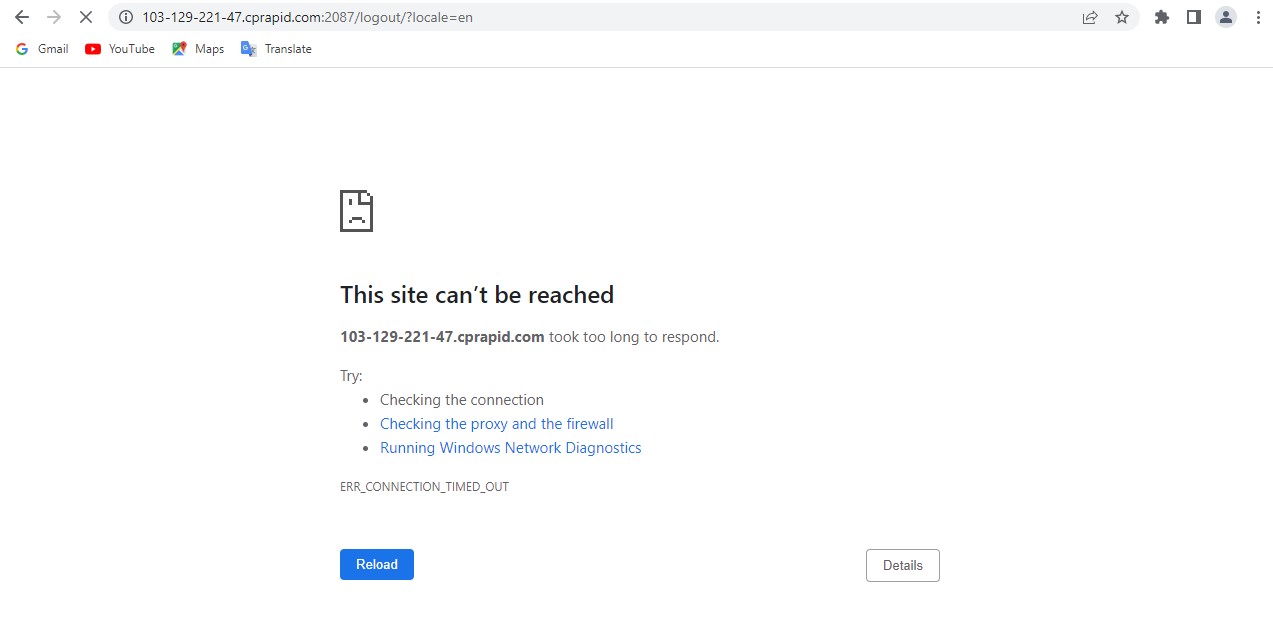 103-129-221-47.cprapid.com:2087/logout/?locale=en
Gmail YouTube Maps Translate
This site can’t be reached
103-129-221-47.cprapid.com took too long to respond.
Try:
Checking the connection
Checking the proxy and the firewall
Running Windows Network Diagnostics
ERR_CONNECTION_TIMED_OUT
Reload Details